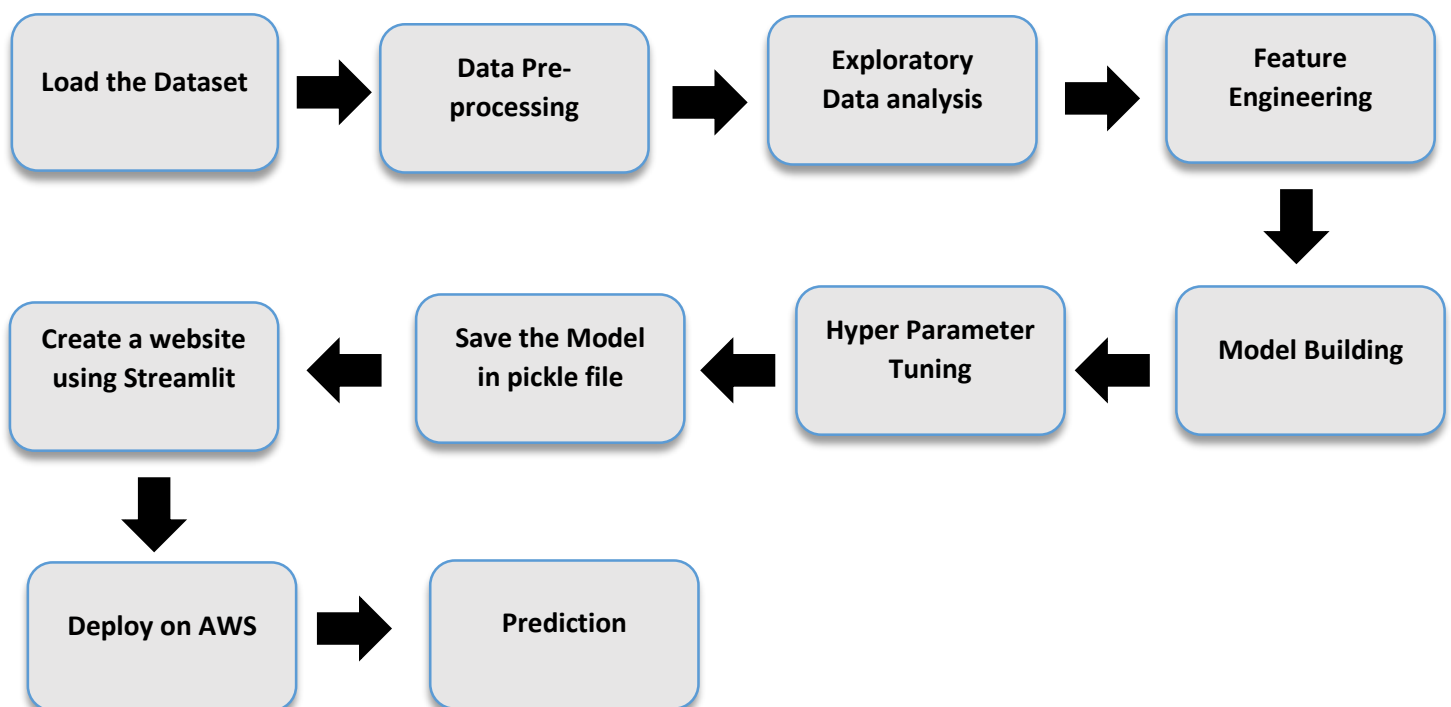 Load the Dataset
Data Pre-
processing
Exploratory
Data analysis
Feature
Engineering
Model Building
Hyper Parameter
Tuning
Save the Model
in pickle file
Create a website
using Streamlit
Deploy on AWS
Prediction